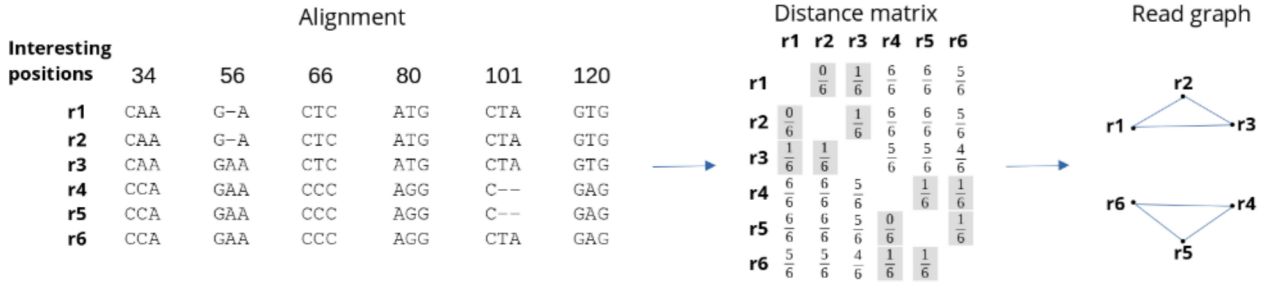 Alignment
Distance matrix
Read graph
Interesting positions 34 56 66 80 101 120
r1 CAA G–A CTC ATG CTA GTG
r2 CAA G–A CTC ATG CTA GTG
r3 CAA GAA CTC ATG CTA GTG
r4 CCA GAA CCC AGG C-- GAG
r5 CCA GAA CCC AGG C-- GAG
r6 CCA GAA CCC AGG CTA GAG
r1 r2 r3 r4 r5 r6
r1 0/6 1/6 6/6 6/6 5/6
r2 0/6 1/6 6/6 6/6 5/6
r3 1/6 1/6 5/6 5/6 4/6
r4 6/6 6/6 5/6 1/6 1/6
r5 6/6 6/6 5/6 0/6 1/6
r6 5/6 5/6 4/6 1/6 1/6
r2
r1 r3
r6 r4
r5